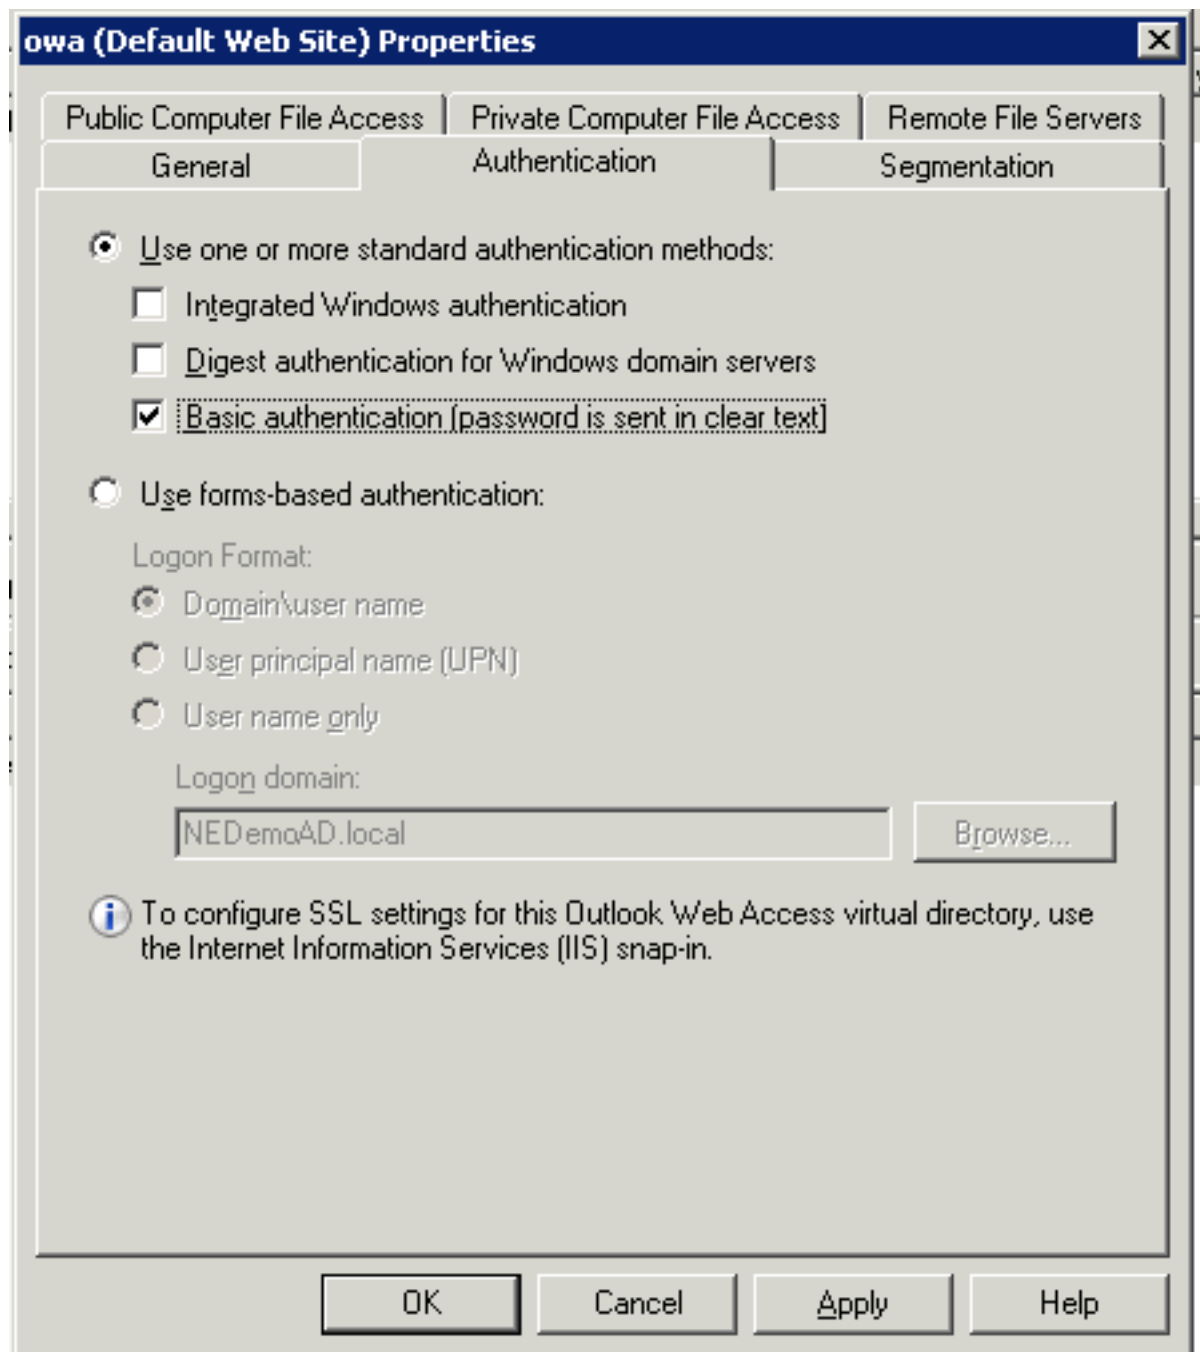 owa (Default Web Site) Properties
Public Computer File Access
Private Computer File Access
Remote File Servers
General
Authentication
Segmentation
Use one or more standard authentication methods:
Integrated Windows authentication
Digest authentication for Windows domain servers
Basic authentication (password is sent in clear text)
Use forms-based authentication:
Logon Format:
Domain\user name
User principal name (UPN)
User name only
Logon domain:
NEDemoAD.local
Browse...
To configure SSL settings for this Outlook Web Access virtual directory, use
the Internet Information Services (IIS) snap-in.
OK
Cancel
Apply
Help